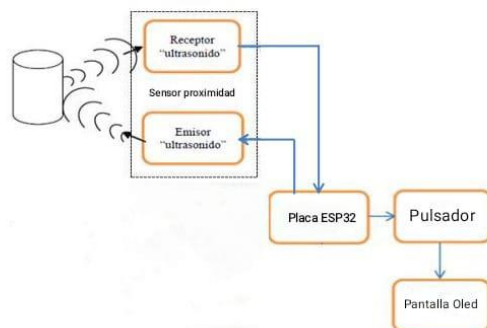 Receptor
“ultrasonido”
Sensor proximidad
Emisor
“ultrasonido”
Placa ESP32
Pulsador
Pantalla Oled